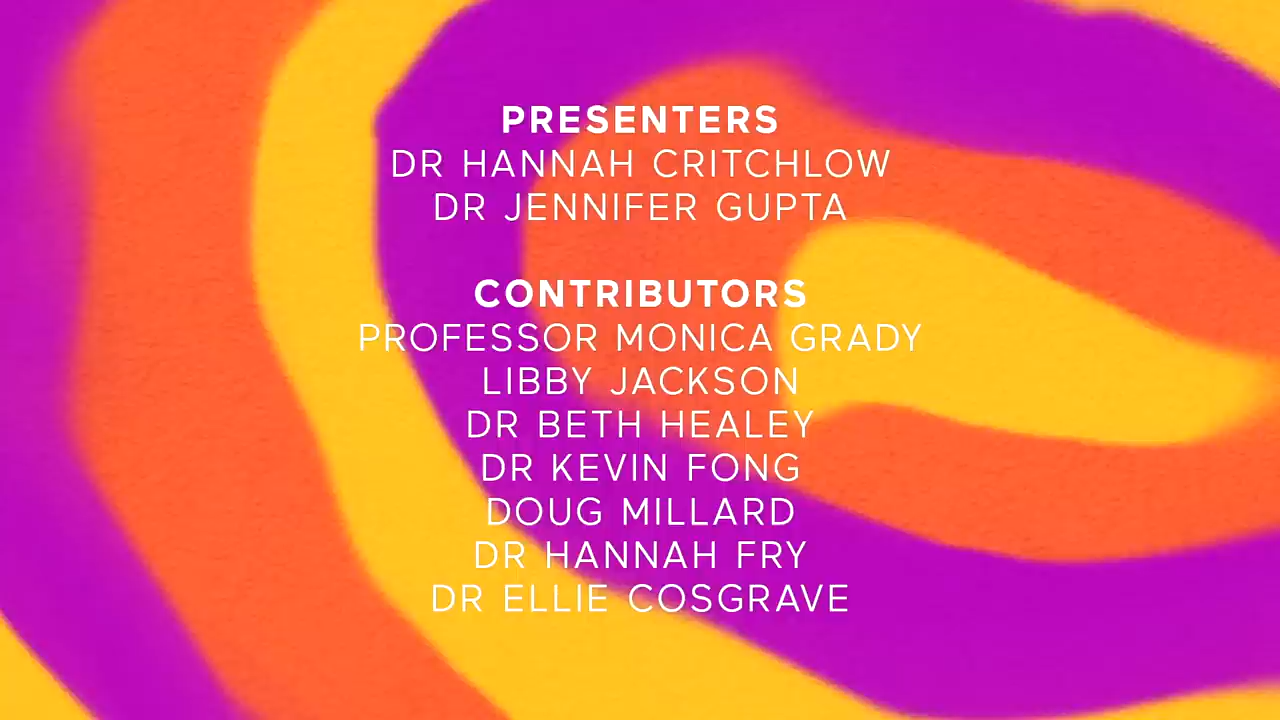 PRESENTERS
DR HANNAH CRITCHLOW
DR JENNIFER GUPTA
CONTRIBUTORS
PROFESSOR MONICA GRADY
LIBBY JACKSON
DR BETH HEALEY
DR KEVIN FONG
DOUG MILLARD
DR HANNAH FRY
DR ELLIE COSGRAVE